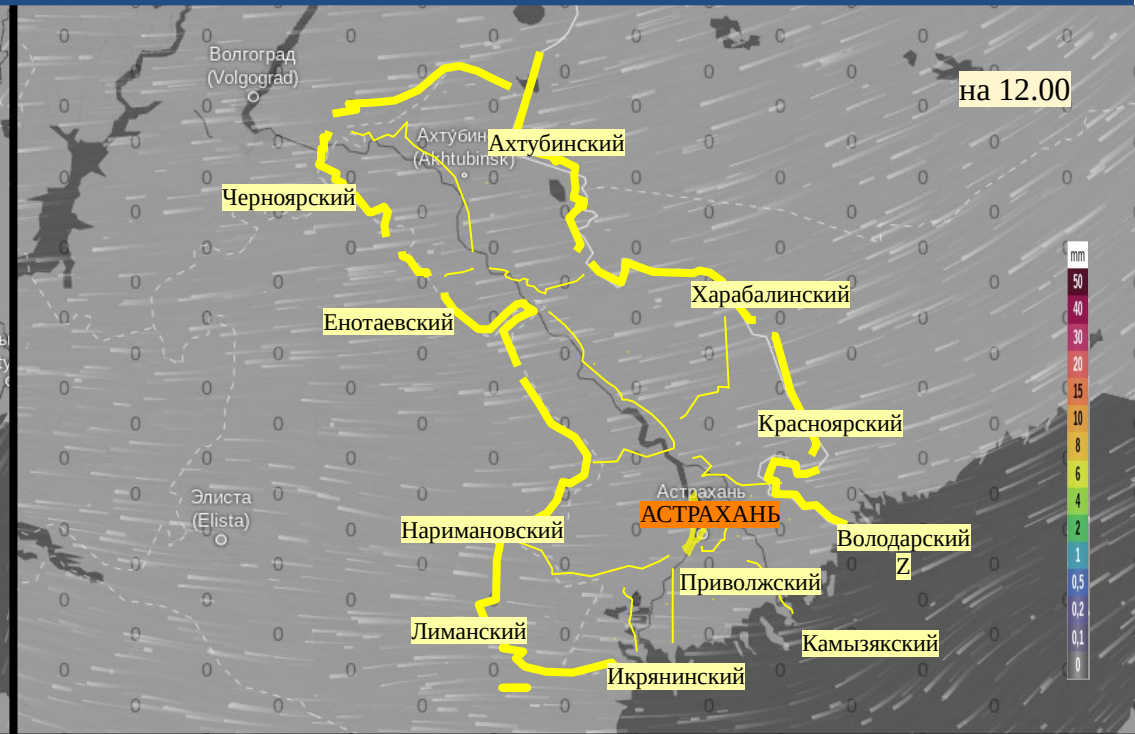 Волгоград
(Volgograd)
на 12.00
Ахтубин
(Akhtubinsk)
Ахтубинский
Черноярский
Харабалинский
Енотаевский
Красноярский
Элиста
(Elista)
Астрахань
АСТРАХАНЬ
Наримановский
Володарский
Z
Приволжский
Лиманский
Камызякский
Икрянинский
mm
50
40
30
20
15
10
8
6
4
2
1
0,5
0,2
0,1
0